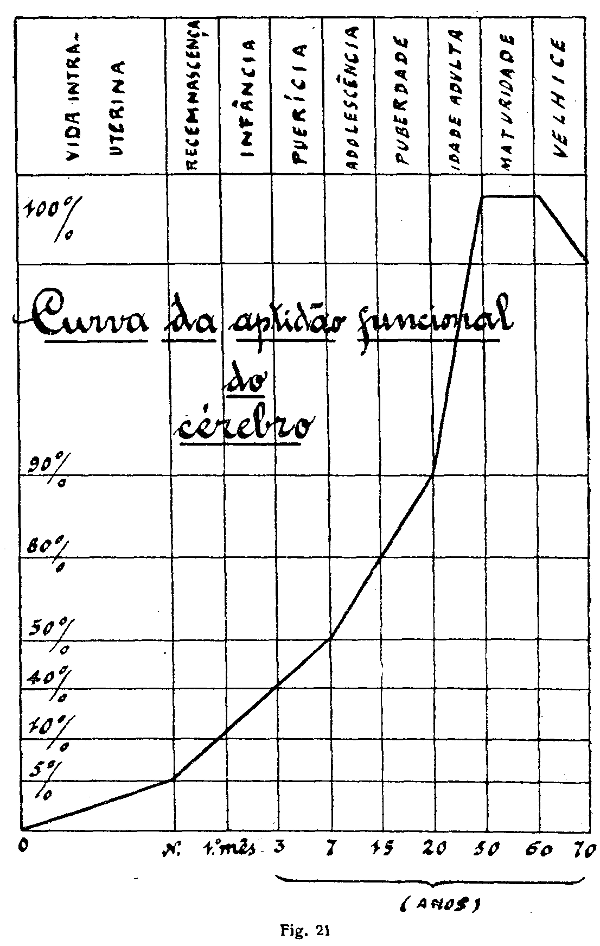 VIDA INTRA-
UTERINA
RECEMNASCENÇA
INFÂNCIA
PUERÍCIA
ADOLESCÊNCIA
PUBERDADE
IDADE ADULTA
MATURIDADE
VELHICE
100%
Curva da aptidão funcional
do
cérebro
90%
80%
50%
40%
10%
5%
0 N. 1.º mês 3 7 15 20 50 60 70
(ANOS)
Fig. 21